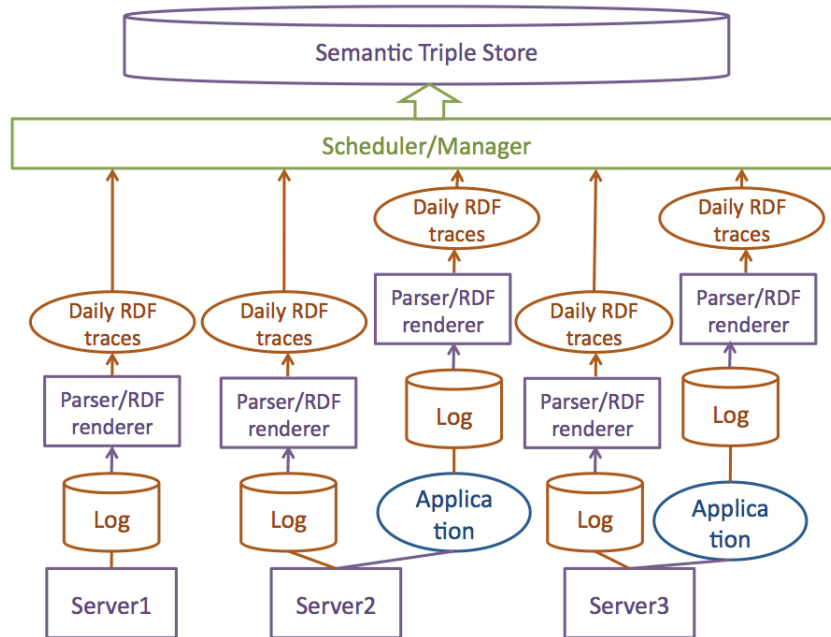 Semantic Triple Store
Scheduler/Manager
Daily RDF
traces
Daily RDF
traces
Parser/RDF
renderer
Parser/RDF
renderer
Daily RDF
traces
Daily RDF
traces
Daily RDF
traces
Parser/RDF
renderer
Parser/RDF
renderer
Parser/RDF
renderer
Log
Log
Log
Log
Log
Applica
tion
Applica
tion
Server1
Server2
Server3